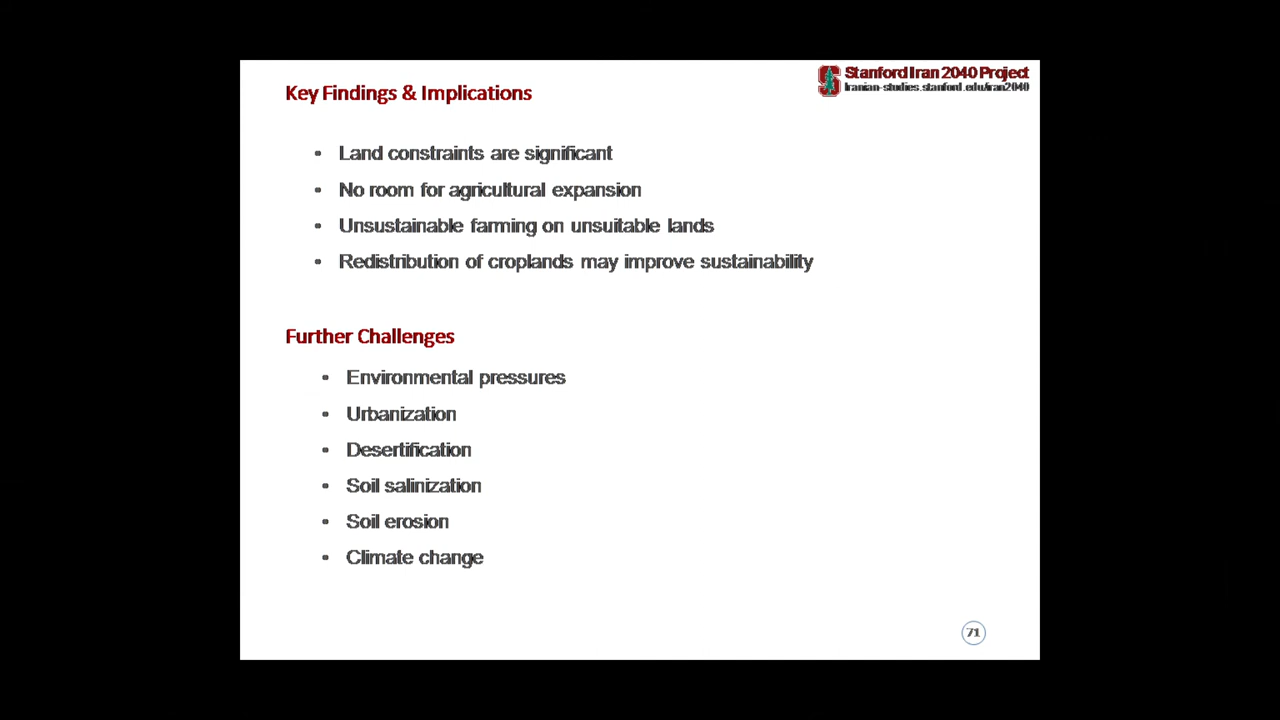 Stanford Iran 2040 Project
Iranian-studies.stanford.edu/iran2040
Key Findings & Implications
• Land constraints are significant
• No room for agricultural expansion
• Unsustainable farming on unsuitable lands
• Redistribution of croplands may improve sustainability
Further Challenges
• Environmental pressures
• Urbanization
• Desertification
• Soil salinization
• Soil erosion
• Climate change
71